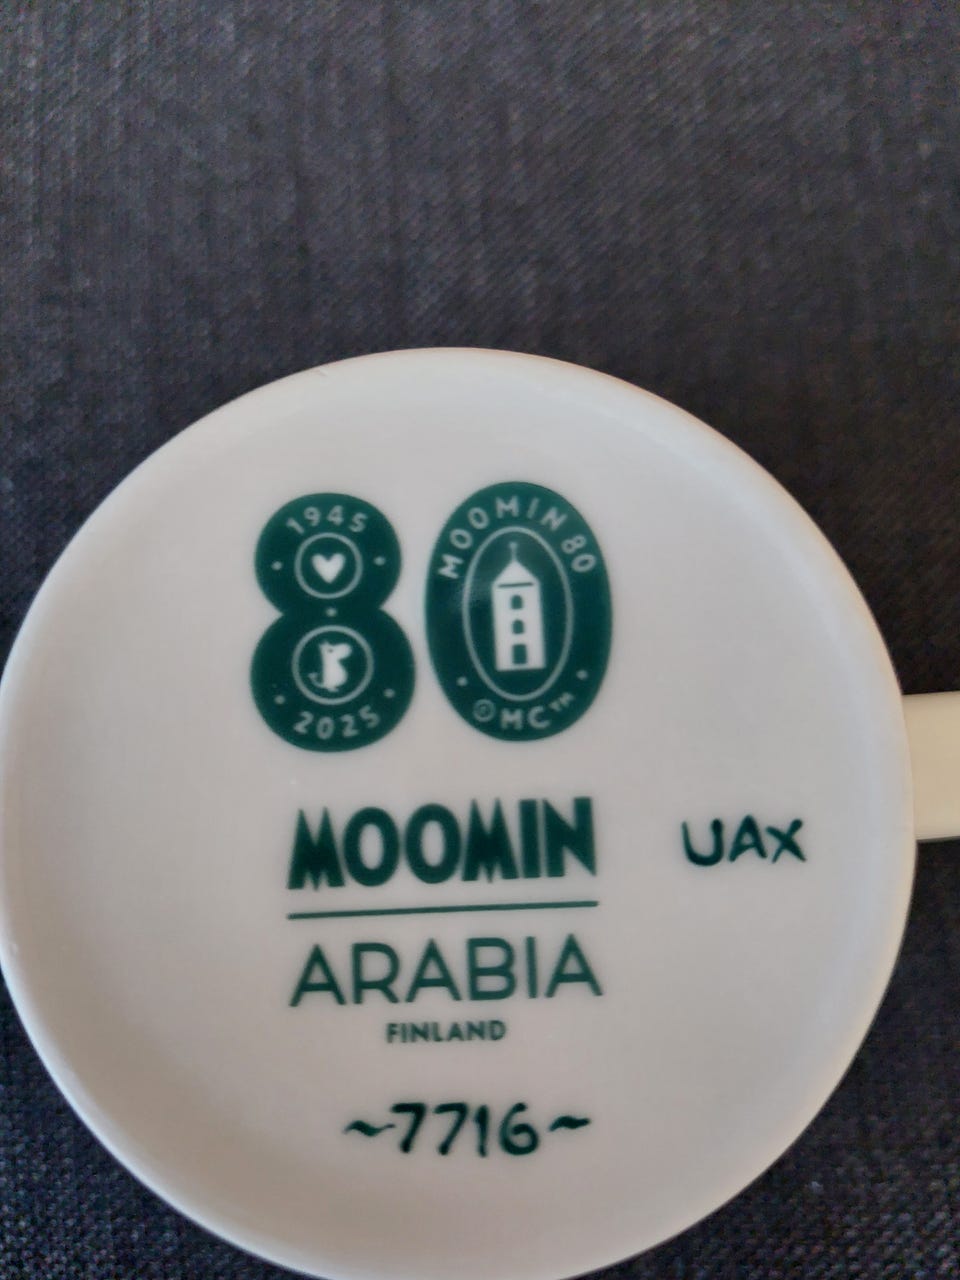 1945
2025
MOOMIN 80
©MC™
MOOMIN
ARABIA
FINLAND
UAX
~7716~